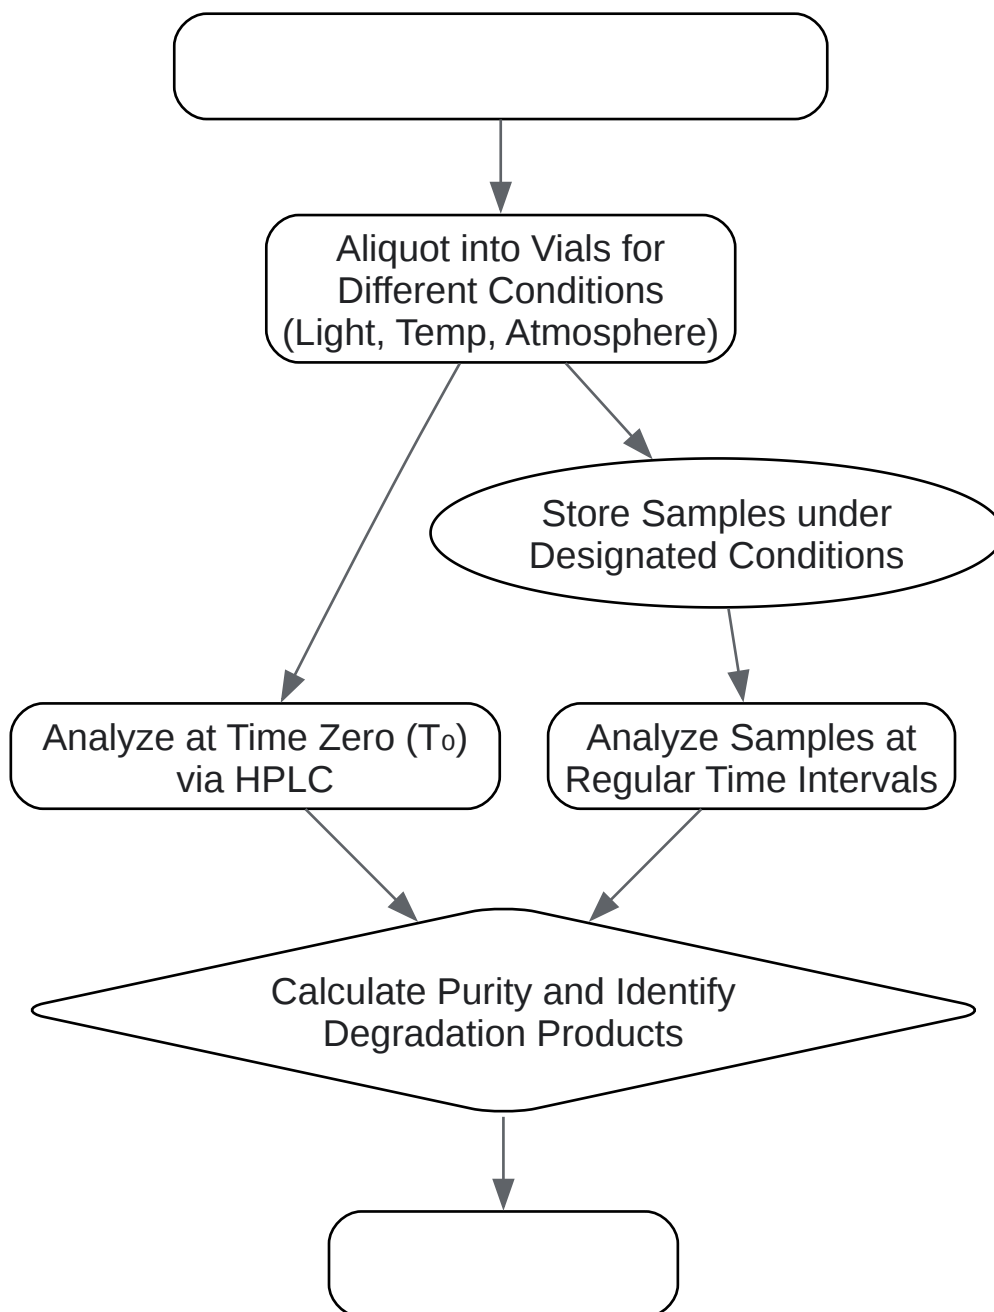 Aliquot into Vials for
Different Conditions
(Light, Temp, Atmosphere)
Store Samples under
Designated Conditions
Analyze at Time Zero (T₀)
via HPLC
Analyze Samples at
Regular Time Intervals
Calculate Purity and Identify
Degradation Products